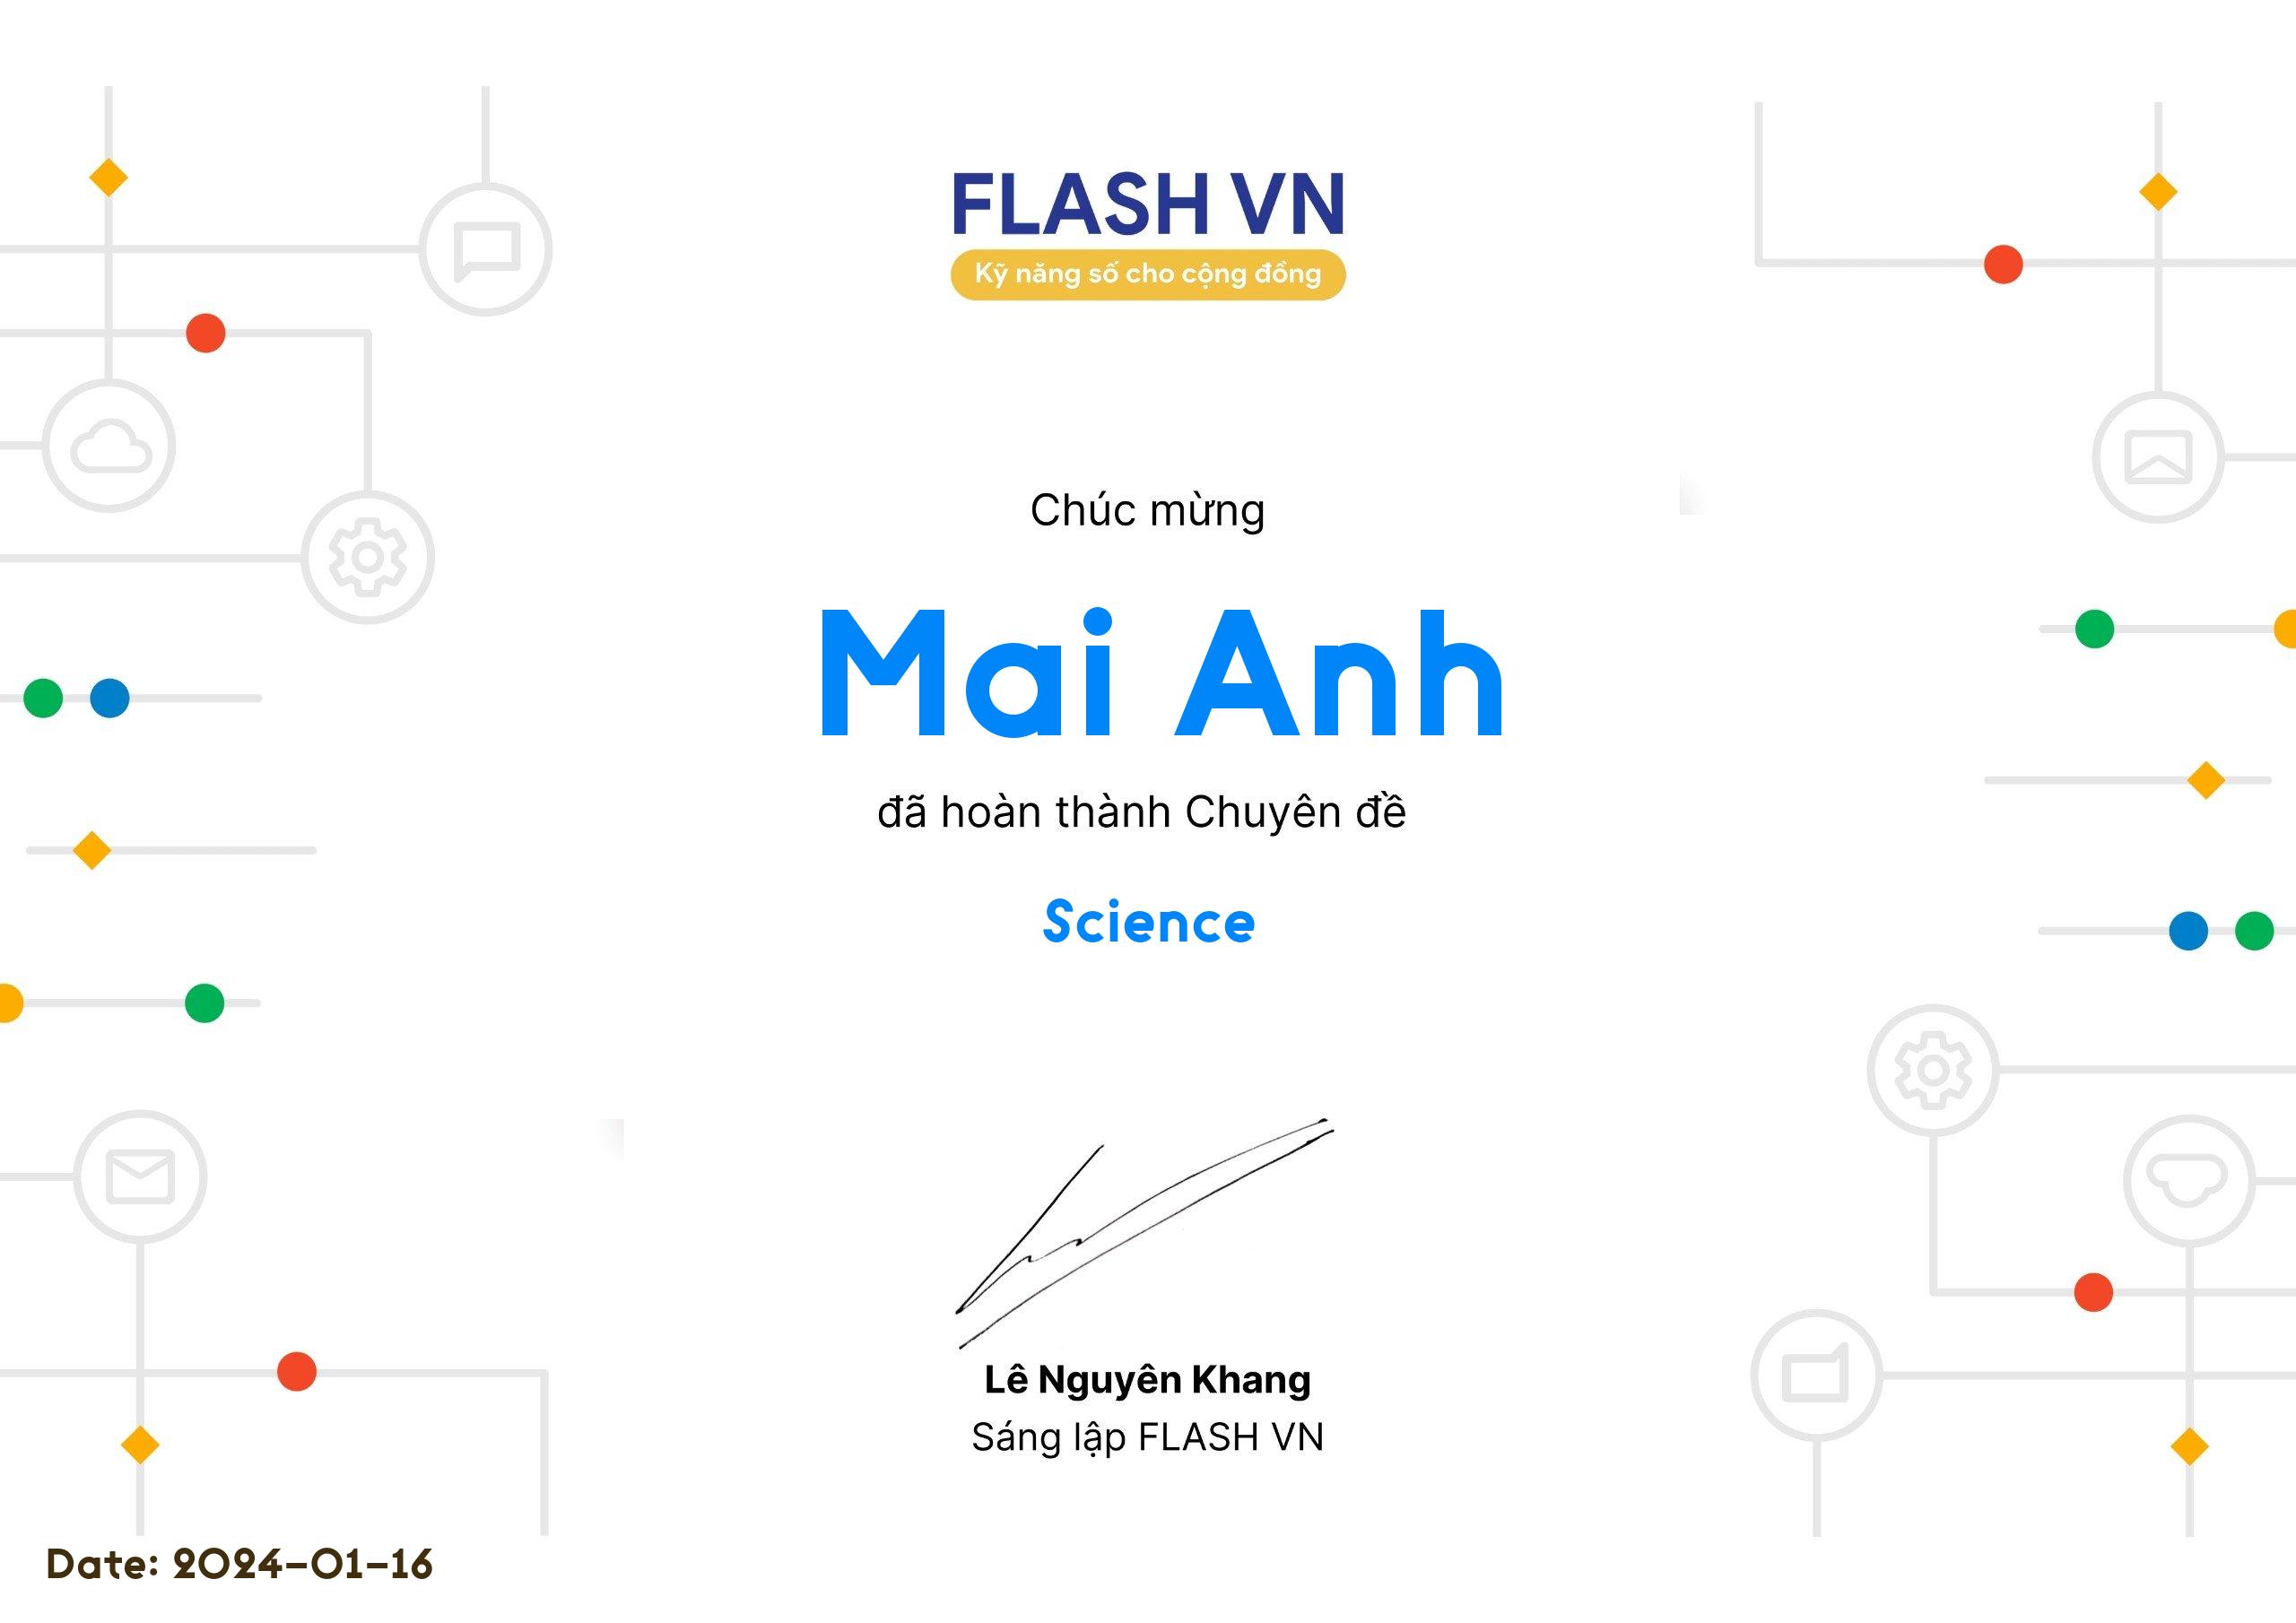 FLASH VN
Kỹ năng số cho cộng đồng
Chúc mừng
Mai Anh
đã hoàn thành Chuyên đề
Science
Lê Nguyên Khang
Sáng lập FLASH VN
Date: 2024-01-16